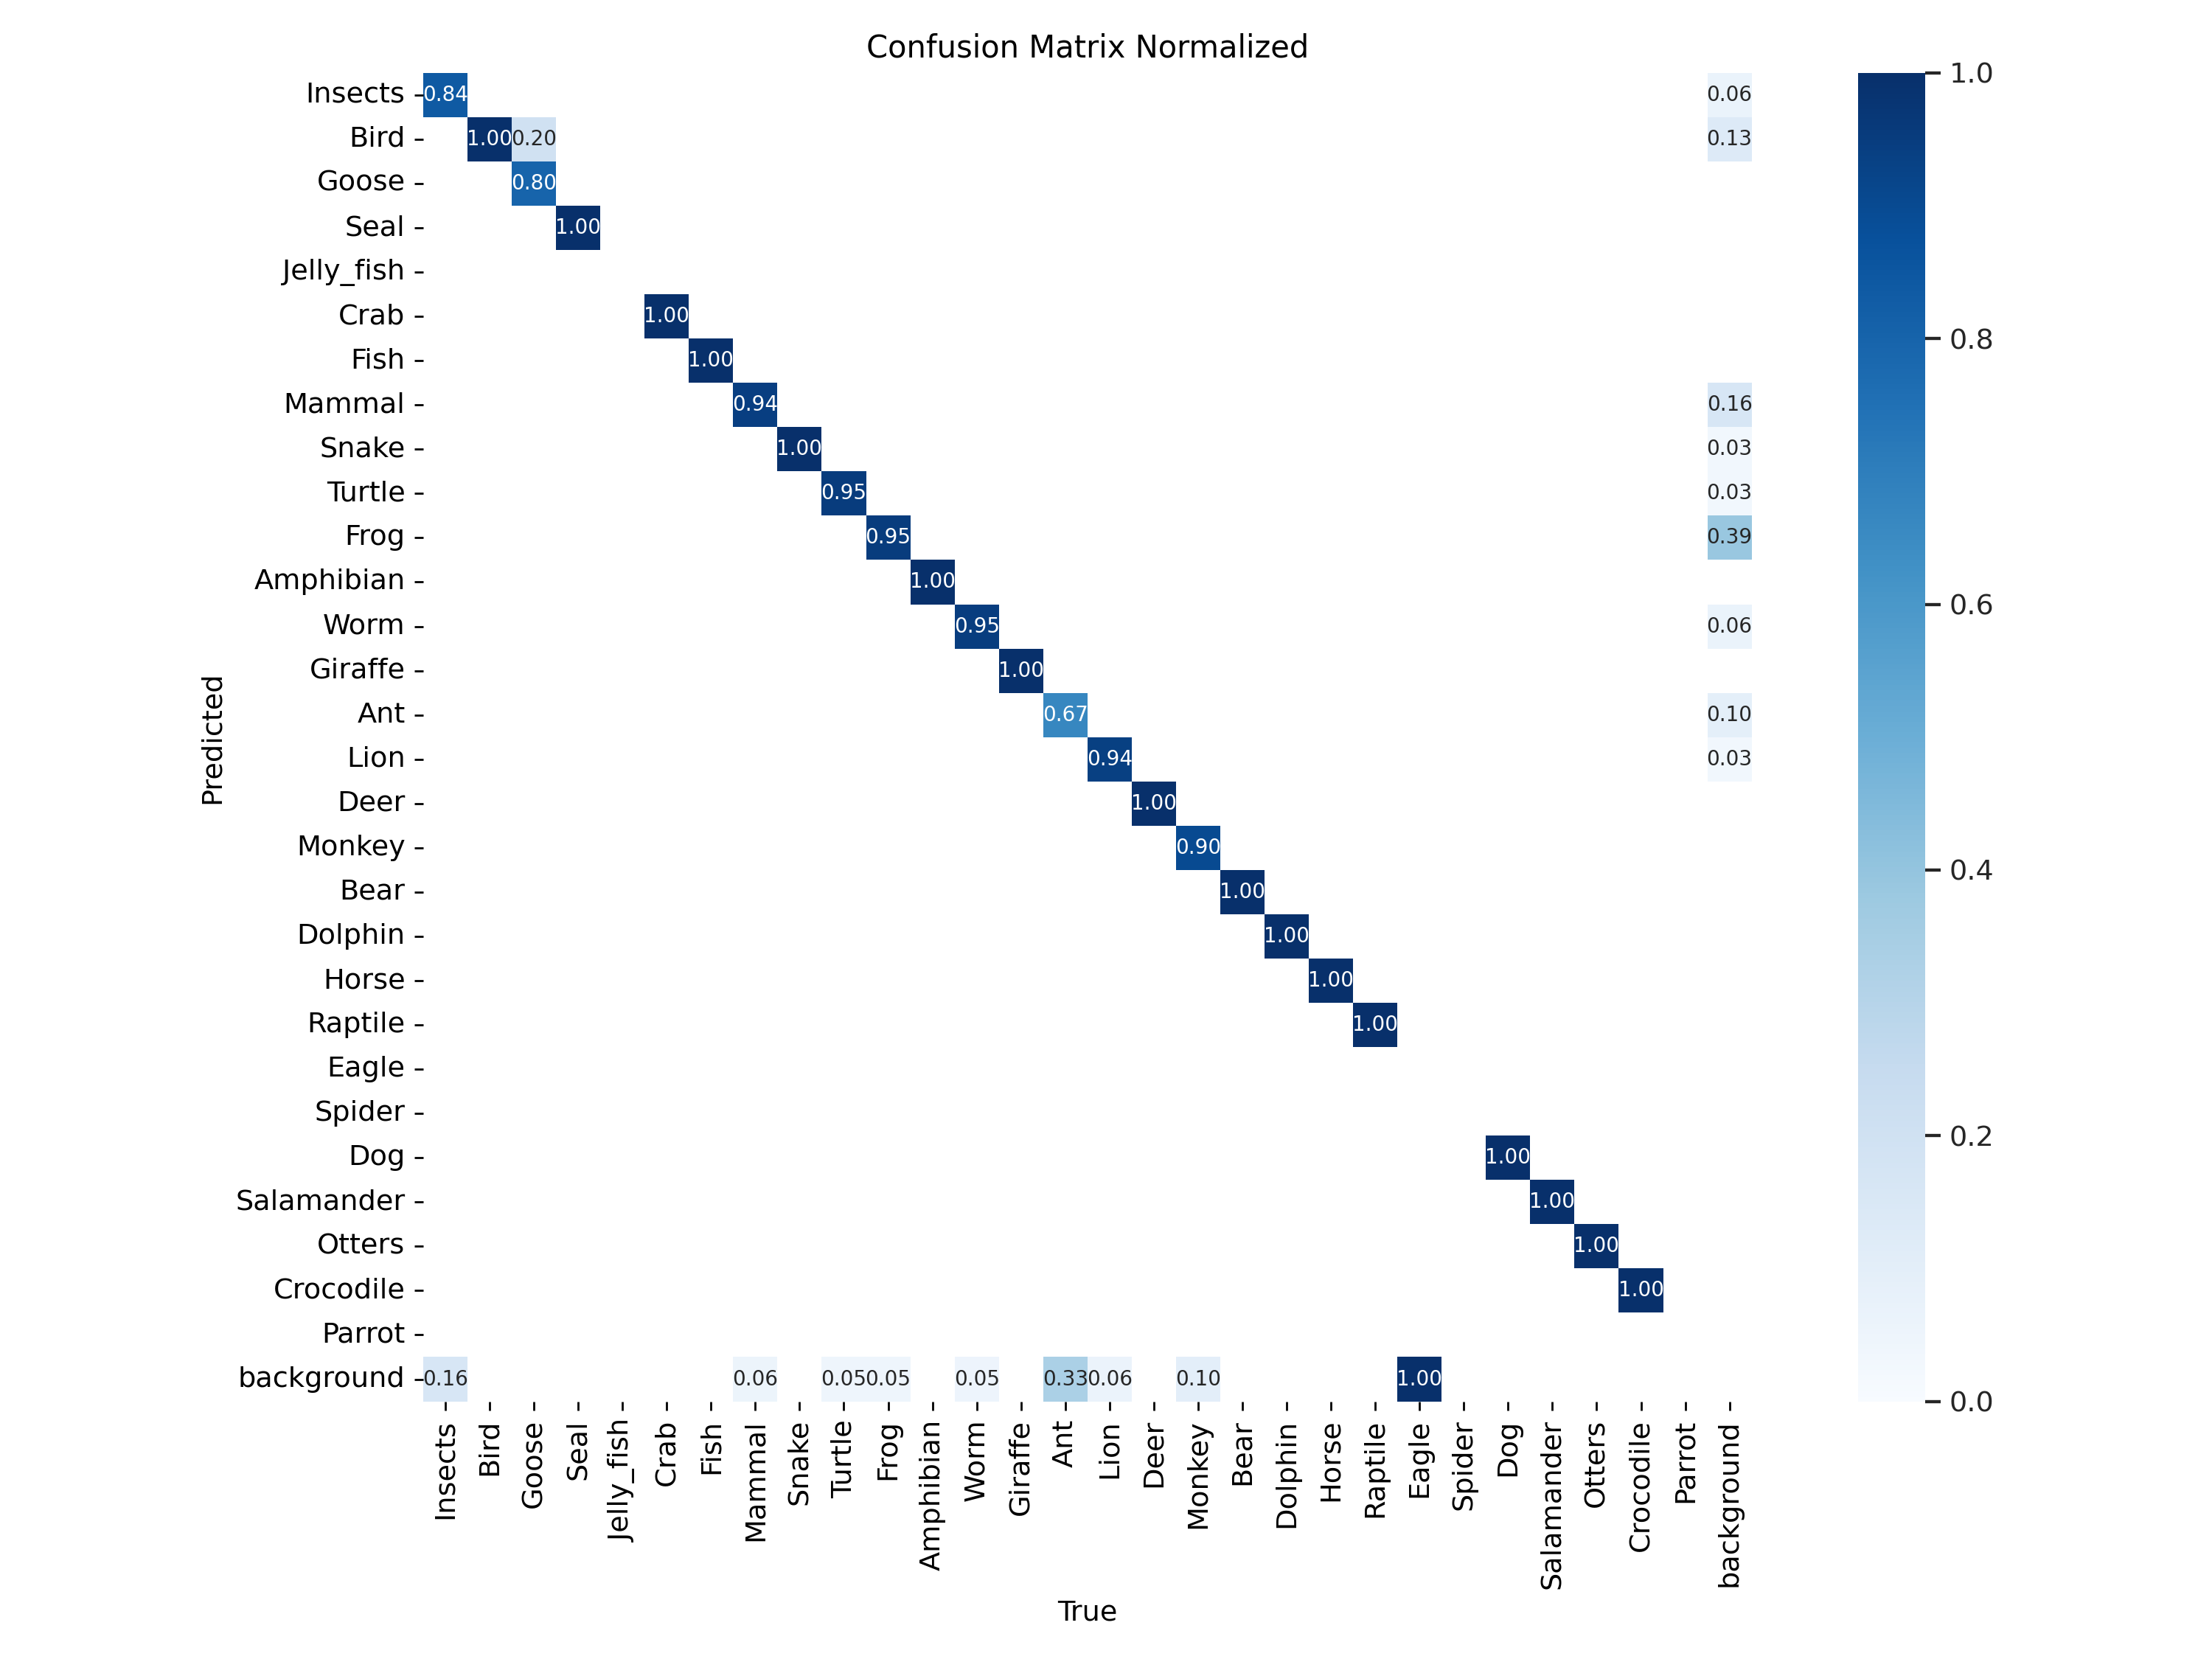 Confusion Matrix Normalized
Insects 0.84 0.06 1.0
Bird 1.00 0.20 0.13
Goose 0.80
Seal 1.00
Jelly_fish
Crab 1.00
Fish 1.00 0.8
Mammal 0.94 0.16
Snake 1.00 0.03
Turtle 0.95 0.03
Frog 0.95 0.39
Amphibian 1.00
Worm 0.95 0.06 0.6
Giraffe 1.00
Ant 0.67 0.10
Lion 0.94 0.03
Deer 1.00
Monkey 0.90
Bear 1.00 0.4
Dolphin 1.00
Horse 1.00
Raptile 1.00
Eagle
Spider
Dog 1.00 0.2
Salamander 1.00
Otters 1.00
Crocodile 1.00
Parrot
background 0.16 0.06 0.05 0.05 0.05 0.33 0.06 0.10 1.00 0.0
Predicted
Insects Bird Goose Seal Jelly_fish Crab Fish Mammal Snake Turtle Frog Amphibian Worm Giraffe Ant Lion Deer Monkey Bear Dolphin Horse Raptile Eagle Spider Dog Salamander Otters Crocodile Parrot background
True